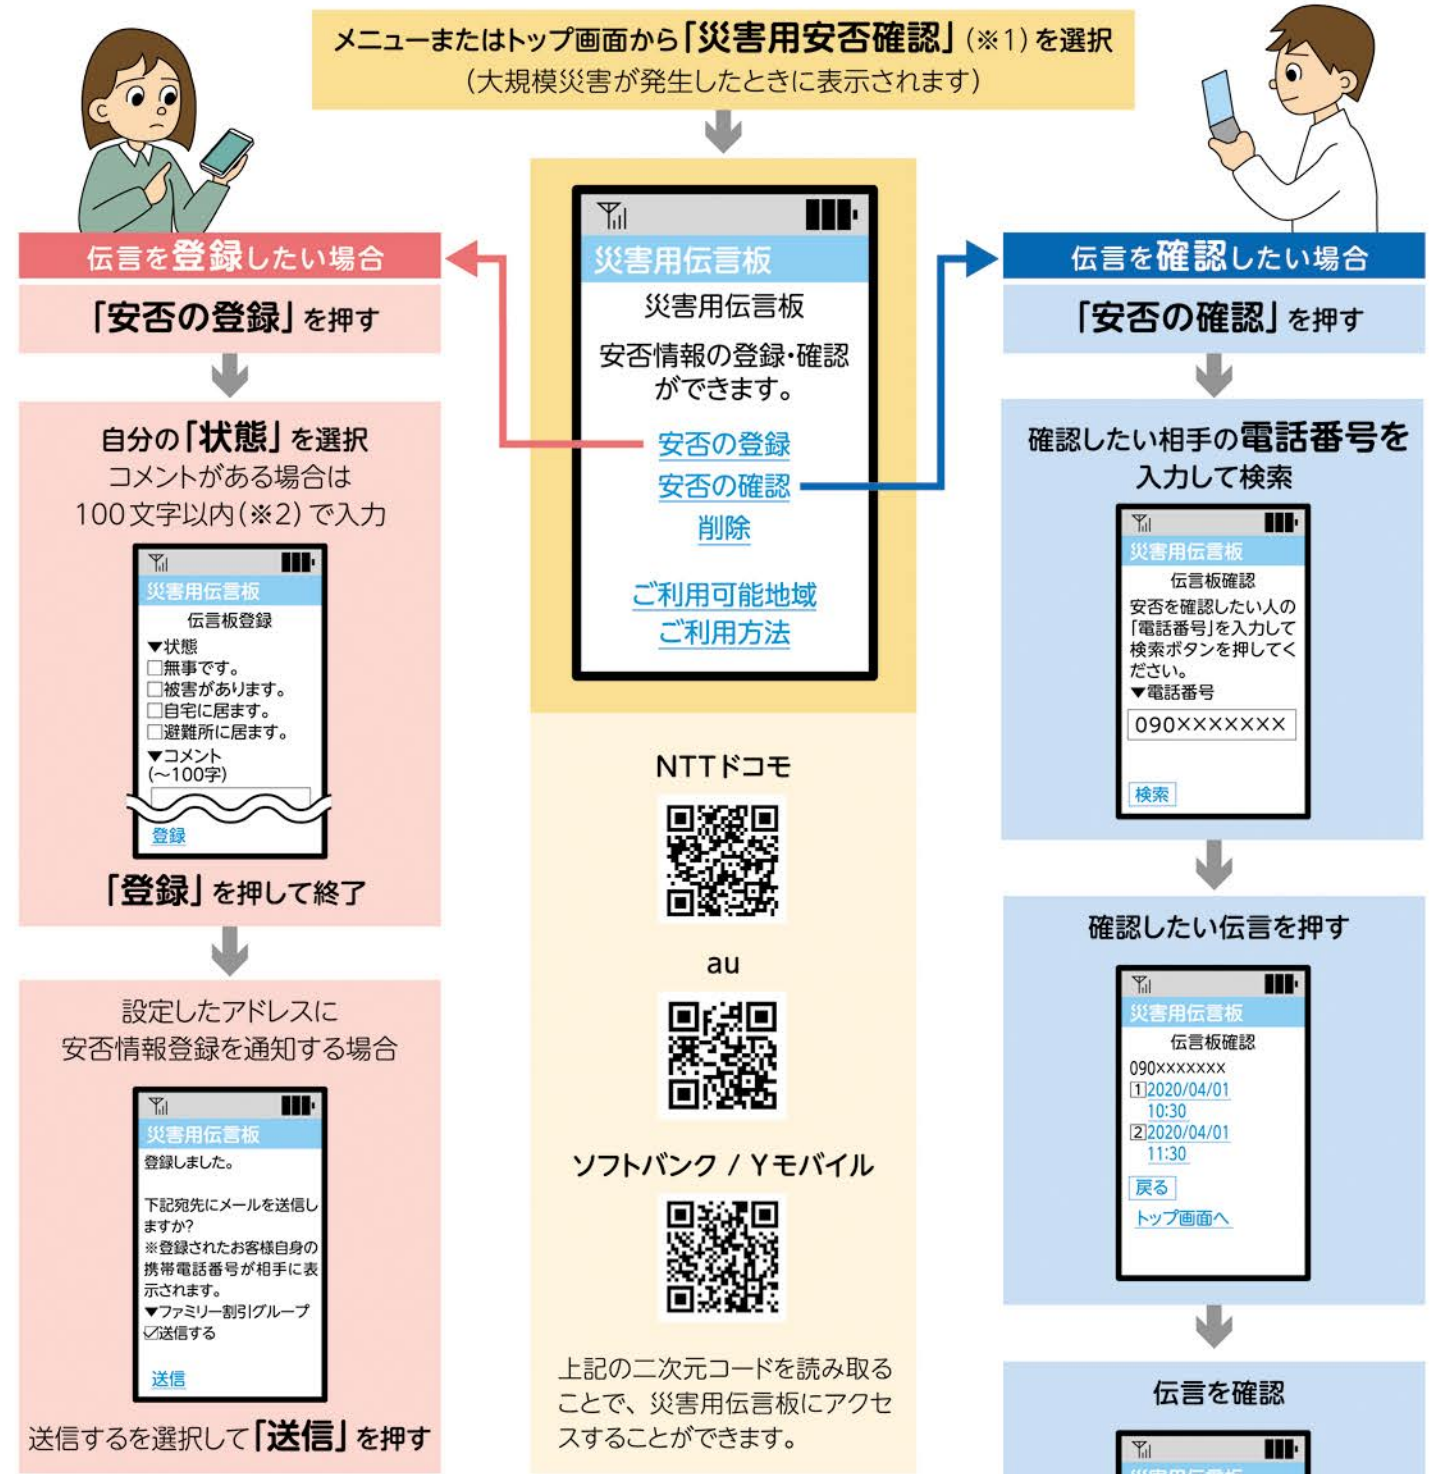 メニューまたはトップ画面から「災害用安否確認」(※1)を選択
(大規模災害が発生したときに表示されます)
伝言を登録したい場合
「安否の登録」を押す
自分の「状態」を選択
コメントがある場合は
100文字以内(※2)で入力
災害用伝言板
伝言板登録
▼状態
□無事です。
□被害があります。
□自宅に居ます。
□避難所に居ます。
▼コメント
(～100字)
登録
「登録」を押して終了
設定したアドレスに
安否情報登録を通知する場合
災害用伝言板
登録しました。
下記宛先にメールを送信し
ますか?
※登録されたお客様自身の
携帯電話番号が相手に表
示されます。
▼ファミリー割引グループ
☑送信する
送信
送信するを選択して「送信」を押す
災害用伝言板
災害用伝言板
安否情報の登録・確認
ができます。
安否の登録
安否の確認
削除
ご利用可能地域
ご利用方法
NTTドコモ
au
ソフトバンク / Yモバイル
上記の二次元コードを読み取る
ことで、災害用伝言板にアクセ
スすることができます。
伝言を確認したい場合
「安否の確認」を押す
確認したい相手の電話番号を
入力して検索
災害用伝言板
伝言板確認
安否を確認したい人の
「電話番号」を入力して
検索ボタンを押してく
ださい。
▼電話番号
090×××××××
検索
確認したい伝言を押す
災害用伝言板
伝言板確認
090×××××××
1 2020/04/01
10:30
2 2020/04/01
11:30
戻る
トップ画面へ
伝言を確認
災害用伝言板